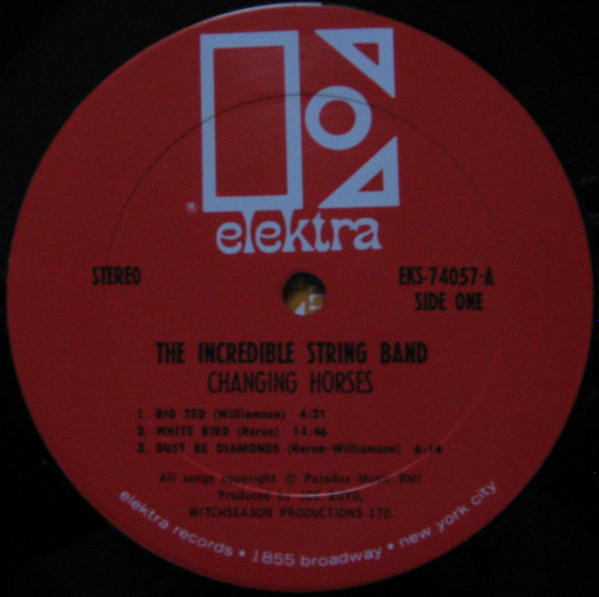 elektra
®
STEREO
EKS-74057-A
SIDE ONE
THE INCREDIBLE STRING BAND
CHANGING HORSES
1. BIG TED (Williamson) 4:21
2. WHITE BIRD (Heron) 14:46
3. DUST BE DIAMONDS (Heron-Williamson) 6:14
All songs copyright © Paradox Music BMI
Produced by JOE BOYD,
WITCHSEASON PRODUCTIONS LTD.
elektra records • 1855 broadway • new york city